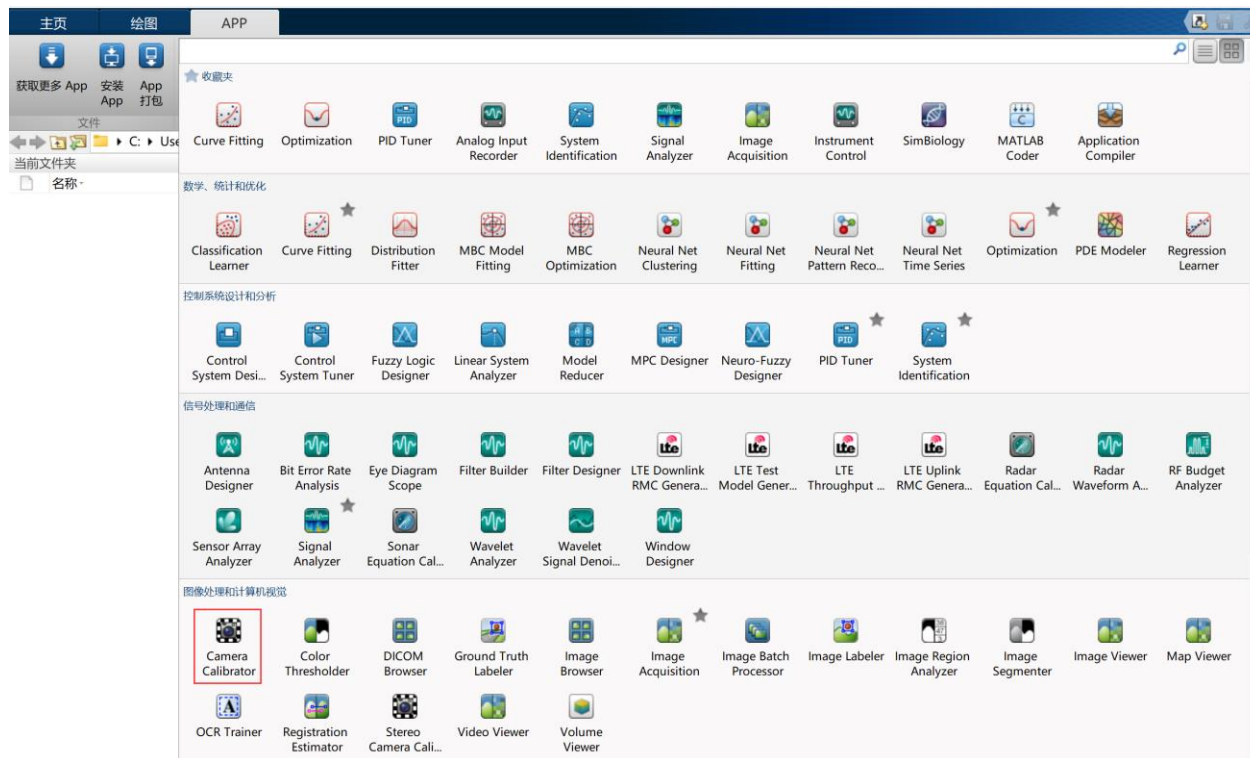 主页 绘图 APP
获取更多 App 安装 App App 打包
文件
C: Use
当前文件夹
名称
收藏夹
Curve Fitting Optimization PID Tuner Analog Input Recorder System Identification Signal Analyzer Image Acquisition Instrument Control SimBiology MATLAB Coder Application Compiler
数学、统计和优化
Classification Learner Curve Fitting Distribution Fitter MBC Model Fitting MBC Optimization Neural Net Clustering Neural Net Fitting Neural Net Pattern Reco... Neural Net Time Series Optimization PDE Modeler Regression Learner
控制系统设计和分析
Control System Desi... Control System Tuner Fuzzy Logic Designer Linear System Analyzer Model Reducer MPC Designer Neuro-Fuzzy Designer PID Tuner System Identification
信号处理和通信
Antenna Designer Bit Error Rate Analysis Eye Diagram Scope Filter Builder Filter Designer LTE Downlink RMC Genera... LTE Test Model Gener... LTE Throughput ... LTE Uplink RMC Genera... Radar Equation Cal... Radar Waveform A... RF Budget Analyzer
Sensor Array Analyzer Signal Analyzer Sonar Equation Cal... Wavelet Analyzer Wavelet Signal Denoi... Window Designer
图像处理和计算机视觉
Camera Calibrator Color Thresholder DICOM Browser Ground Truth Labeler Image Browser Image Acquisition Image Batch Processor Image Labeler Image Region Analyzer Image Segmenter Image Viewer Map Viewer
OCR Trainer Registration Estimator Stereo Camera Cali... Video Viewer Volume Viewer